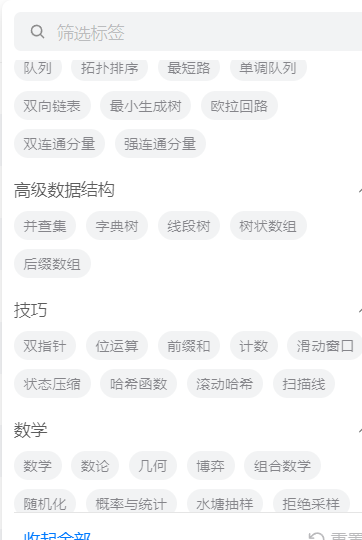 筛选标签
队列 拓扑排序 最短路 单调队列
双向链表 最小生成树 欧拉回路
双连通分量 强连通分量
高级数据结构
并查集 字典树 线段树 树状数组
后缀数组
技巧
双指针 位运算 前缀和 计数 滑动窗口
状态压缩 哈希函数 滚动哈希 扫描线
数学
数学 数论 几何 博弈 组合数学
随机化 概率与统计 水塘抽样 拒绝采样
收起全部 重置